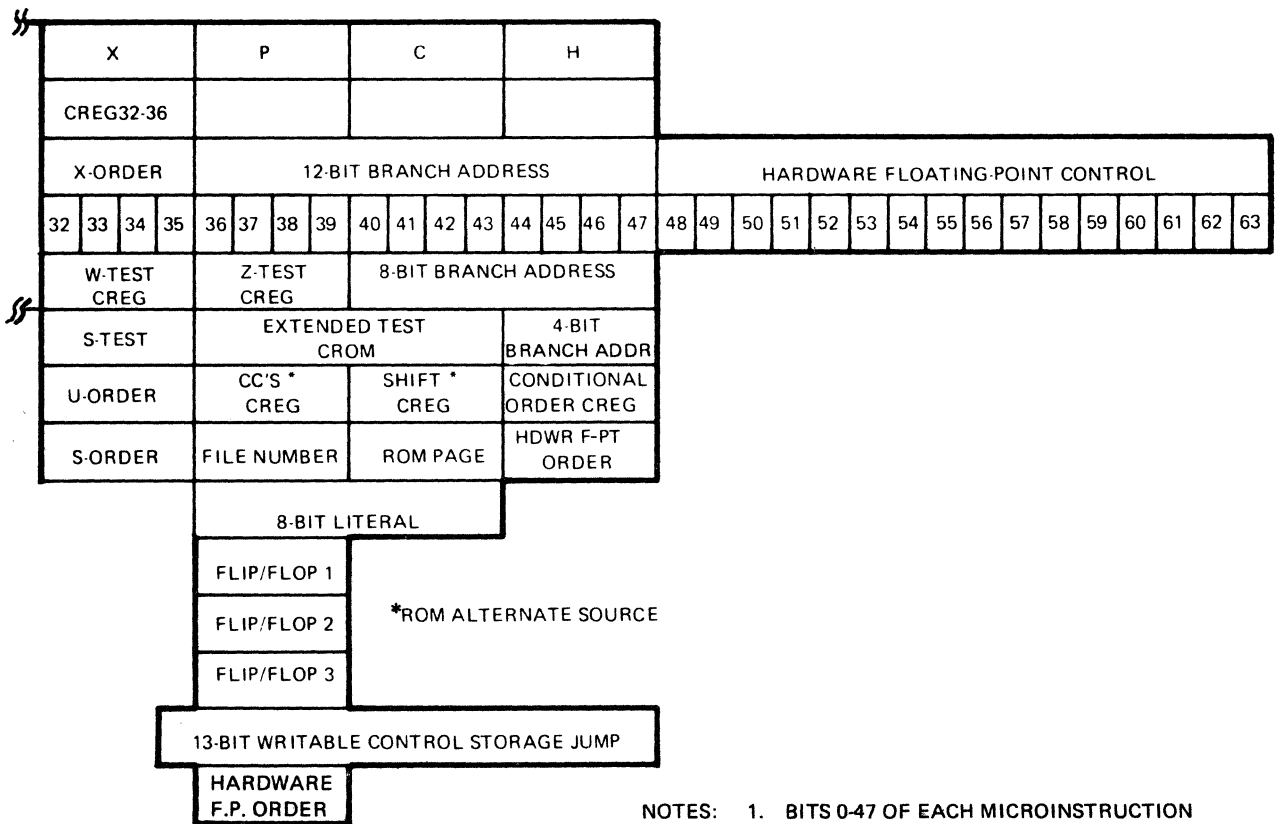 X P C H
CREG32-36
X-ORDER 12-BIT BRANCH ADDRESS HARDWARE FLOATING-POINT CONTROL
32 33 34 35 36 37 38 39 40 41 42 43 44 45 46 47 48 49 50 51 52 53 54 55 56 57 58 59 60 61 62 63
W-TEST Z-TEST 8-BIT BRANCH ADDRESS
CREG CREG
S-TEST EXTENDED TEST 4-BIT
CROM BRANCH ADDR
U-ORDER CC'S * SHIFT * CONDITIONAL
CREG CREG ORDER CREG
S-ORDER FILE NUMBER ROM PAGE HDWR F-PT
ORDER
8-BIT LITERAL
FLIP/FLOP 1
*ROM ALTERNATE SOURCE
FLIP/FLOP 2
FLIP/FLOP 3
13-BIT WRITABLE CONTROL STORAGE JUMP
HARDWARE
F.P. ORDER
NOTES: 1. BITS 0-47 OF EACH MICROINSTRUCTION